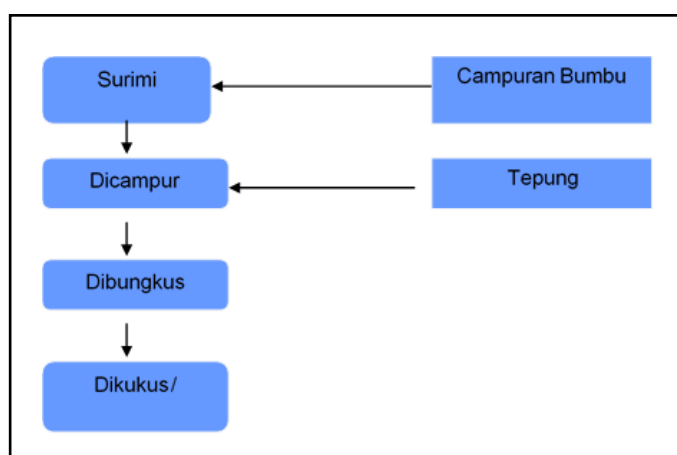 Surimi
Campuran Bumbu
Dicampur
Tepung
Dibungkus
Dikukus/